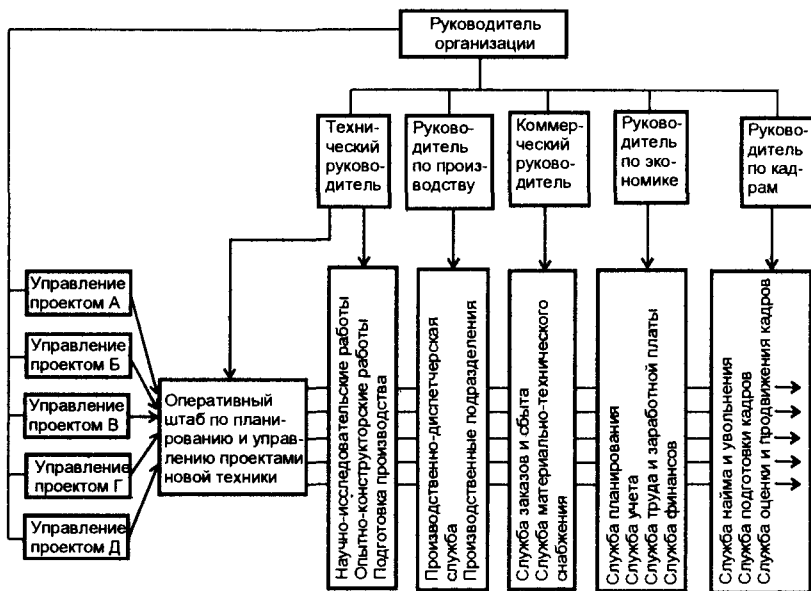 Руководитель
организации
Технический
руково-
дитель
Руково-
дитель
по произ-
водству
Коммерческий
руково-
дитель
Руково-
дитель
по эко-
номике
Руково-
дитель
по кад-
рам
Управление
проектом А
Управление
проектом Б
Управление
проектом В
Управление
проектом Г
Управление
проектом Д
Оперативный
штаб по плани-
рованию и управ-
лению проектами
новой техники
Научно-исследовательские работы
Опытно-конструкторские работы
Подготовка производства
Производственно-диспетчерская
служба
Производственные подразделения
Служба заказов и сбыта
Служба материально-технического
снабжения
Служба планирования
Служба учета
Служба труда и заработной платы
Служба финансов
Служба найма и увольнения
Служба подготовки кадров
Служба оценки и продвижения кадров